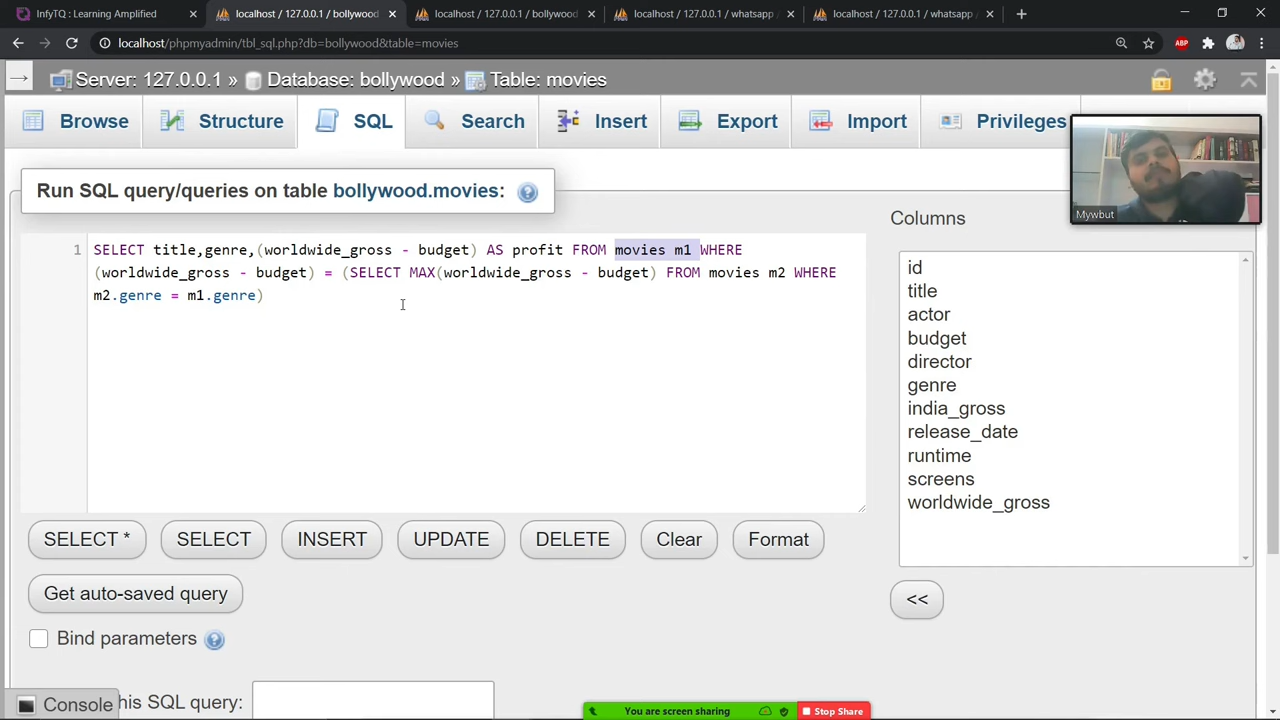 InfyTQ : Learning Amplified
localhost / 127.0.0.1 / bollywood
localhost / 127.0.0.1 / bollywood
localhost / 127.0.0.1 / whatsapp
localhost / 127.0.0.1 / whatsapp
localhost/phpmyadmin/tbl_sql.php?db=bollywood&table=movies
ABP
Server: 127.0.0.1 » Database: bollywood » Table: movies
Browse Structure SQL Search Insert Export Import Privileges
Mywbut
Run SQL query/queries on table bollywood.movies:
1 SELECT title,genre,(worldwide_gross - budget) AS profit FROM movies m1 WHERE
(worldwide_gross - budget) = (SELECT MAX(worldwide_gross - budget) FROM movies m2 WHERE
m2.genre = m1.genre)
Columns
id
title
actor
budget
director
genre
india_gross
release_date
runtime
screens
worldwide_gross
SELECT * SELECT INSERT UPDATE DELETE Clear Format
Get auto-saved query
<<
Bind parameters
Console
his SQL query:
You are screen sharing Stop Share